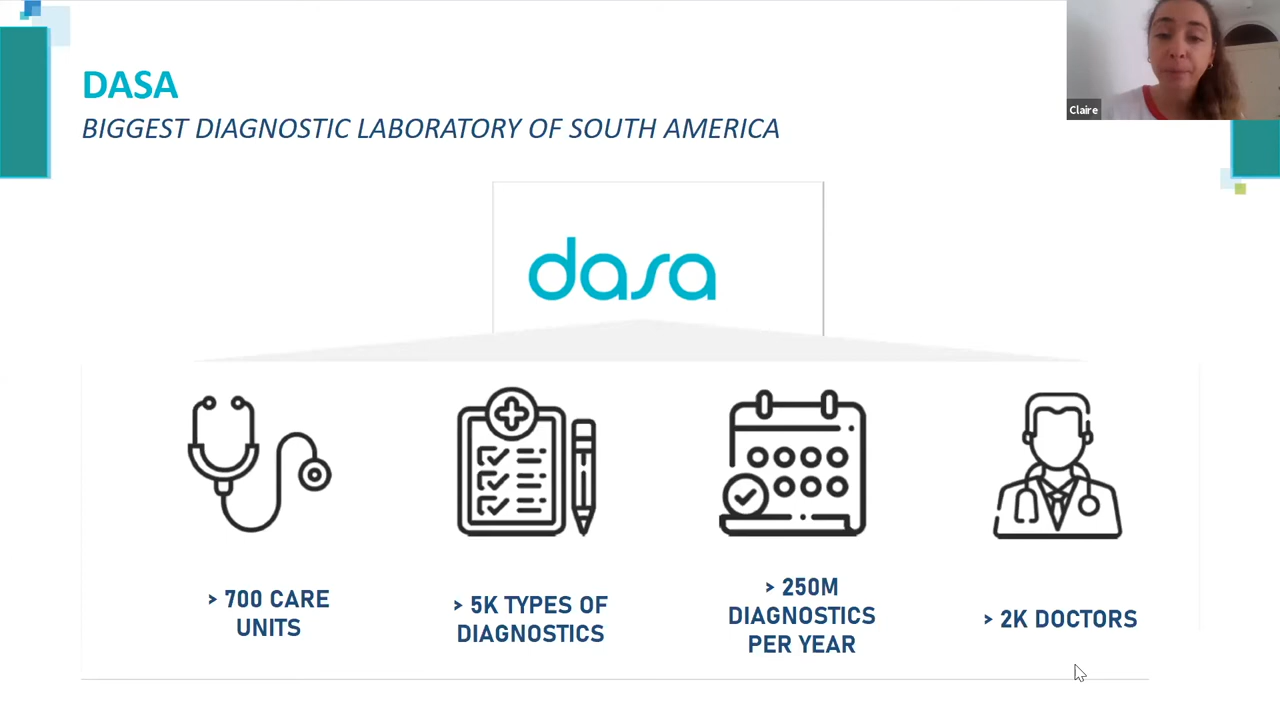 DASA
BIGGEST DIAGNOSTIC LABORATORY OF SOUTH AMERICA
Claire
dasa
> 700 CARE
UNITS
> 5K TYPES OF
DIAGNOSTICS
> 250M
DIAGNOSTICS
PER YEAR
> 2K DOCTORS